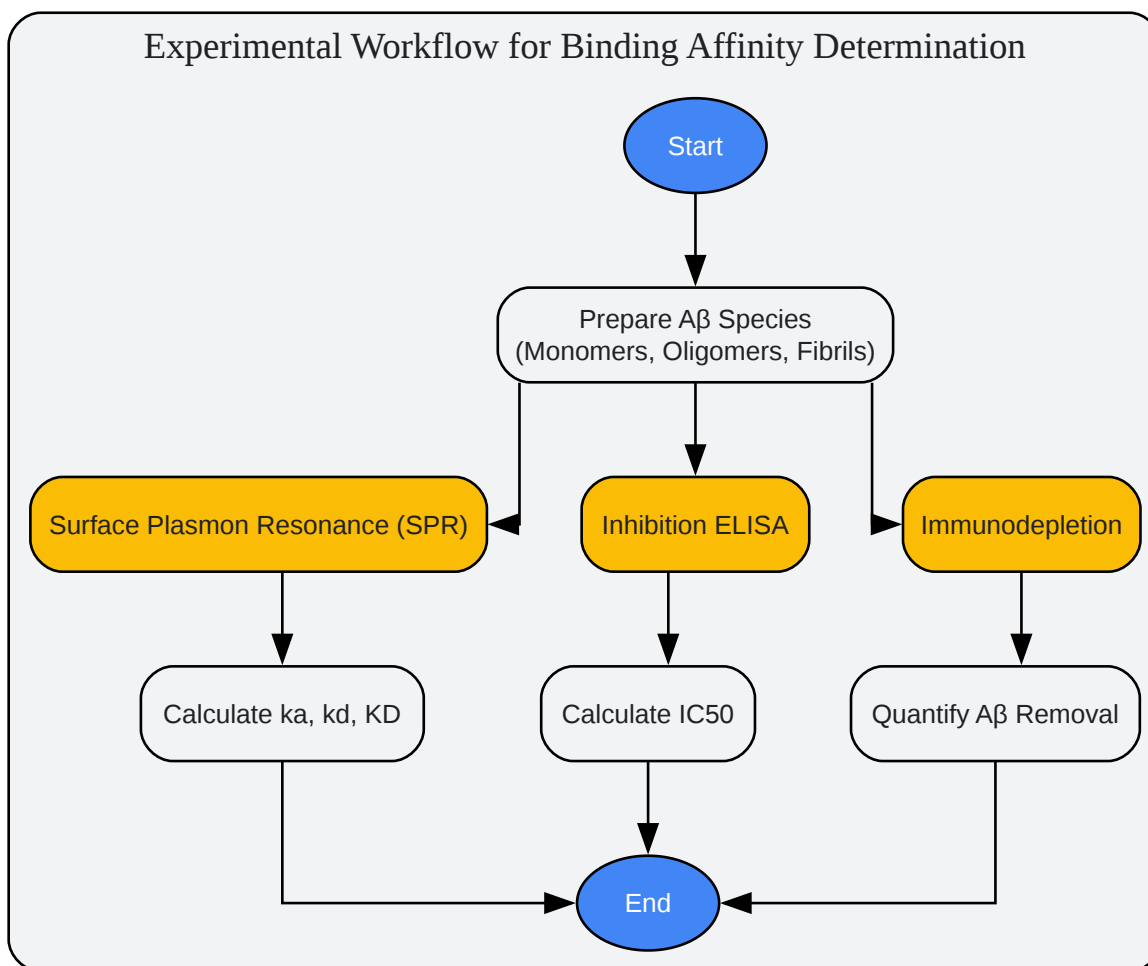 Experimental Workflow for Binding Affinity Determination
Start
Prepare Aβ Species
(Monomers, Oligomers, Fibrils)
Surface Plasmon Resonance (SPR)
Inhibition ELISA
Immunodepletion
Calculate ka, kd, KD
Calculate IC50
Quantify Aβ Removal
End